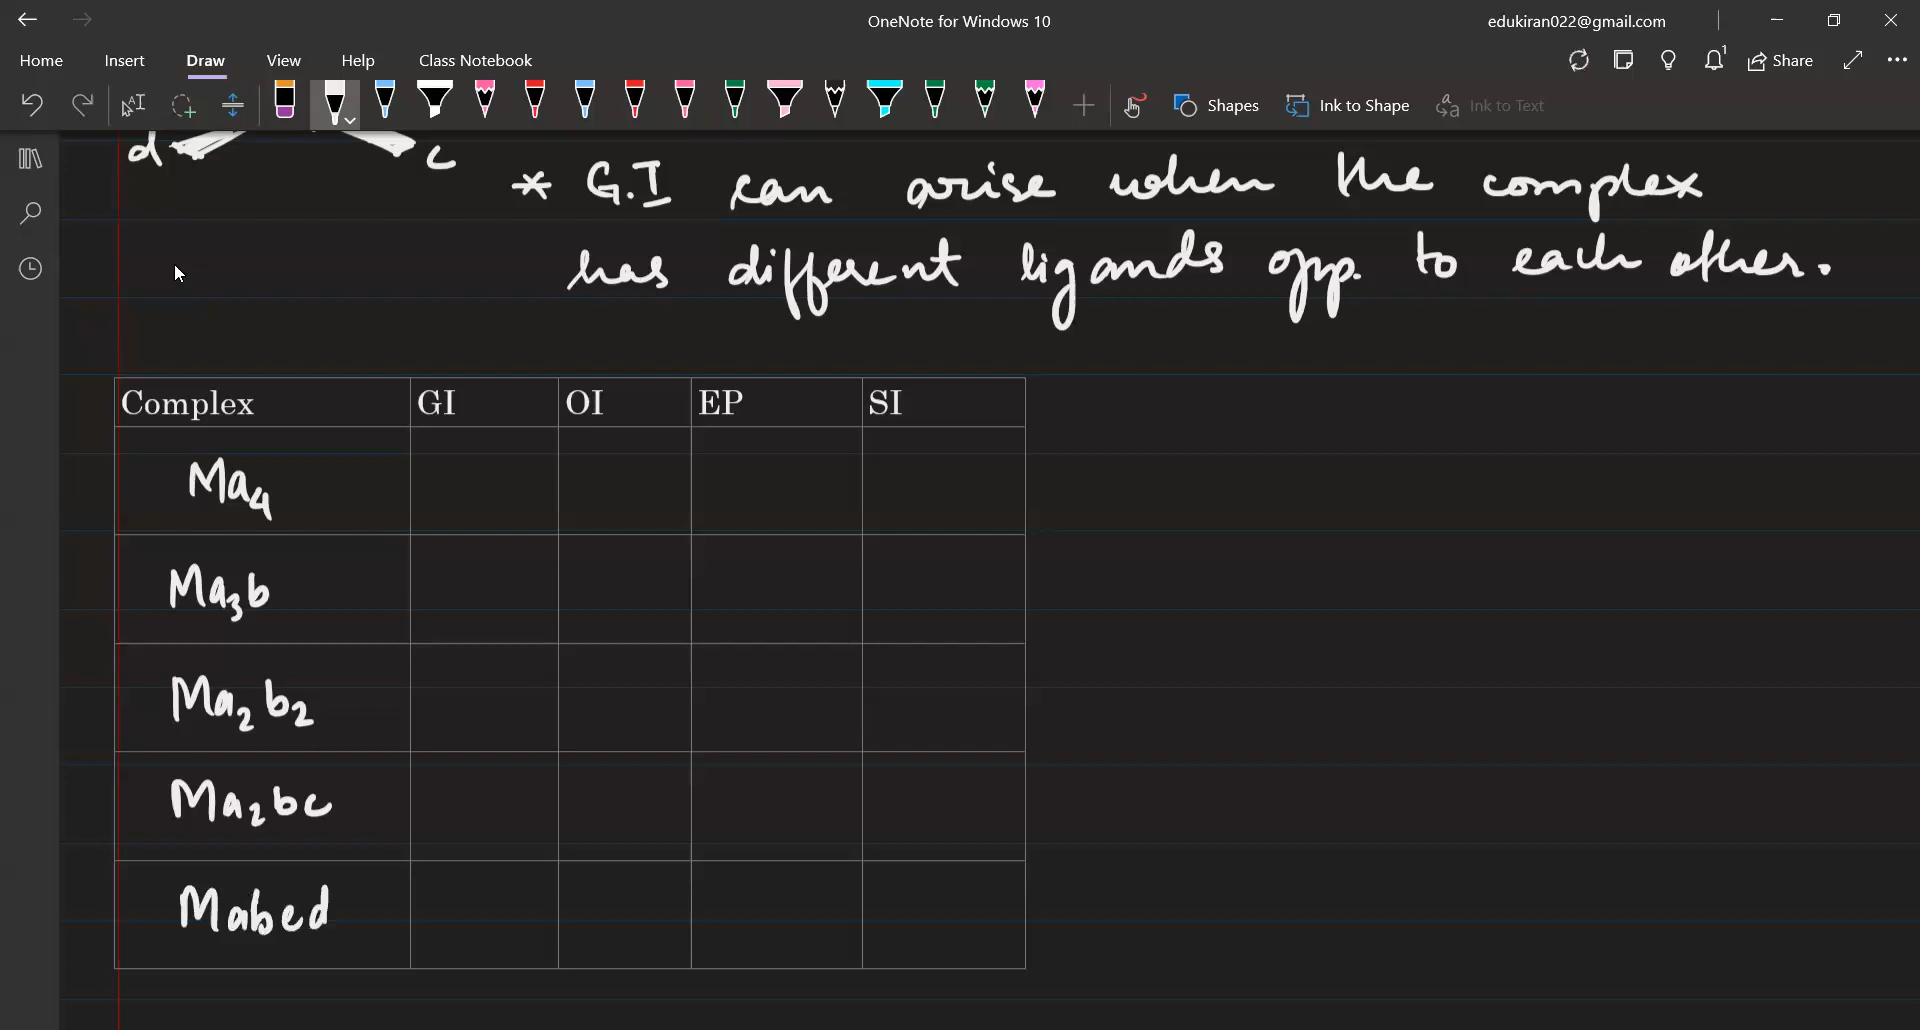 OneNote for Windows 10
edukiran022@gmail.com
Home Insert Draw View Help Class Notebook
1 Share
Shapes Ink to Shape Ink to Text
d c
* G.I can arise when the complex
has different ligands opp. to each other.
Complex GI OI EP SI
Ma4
Ma3b
Ma2b2
Ma2bc
Mabcd